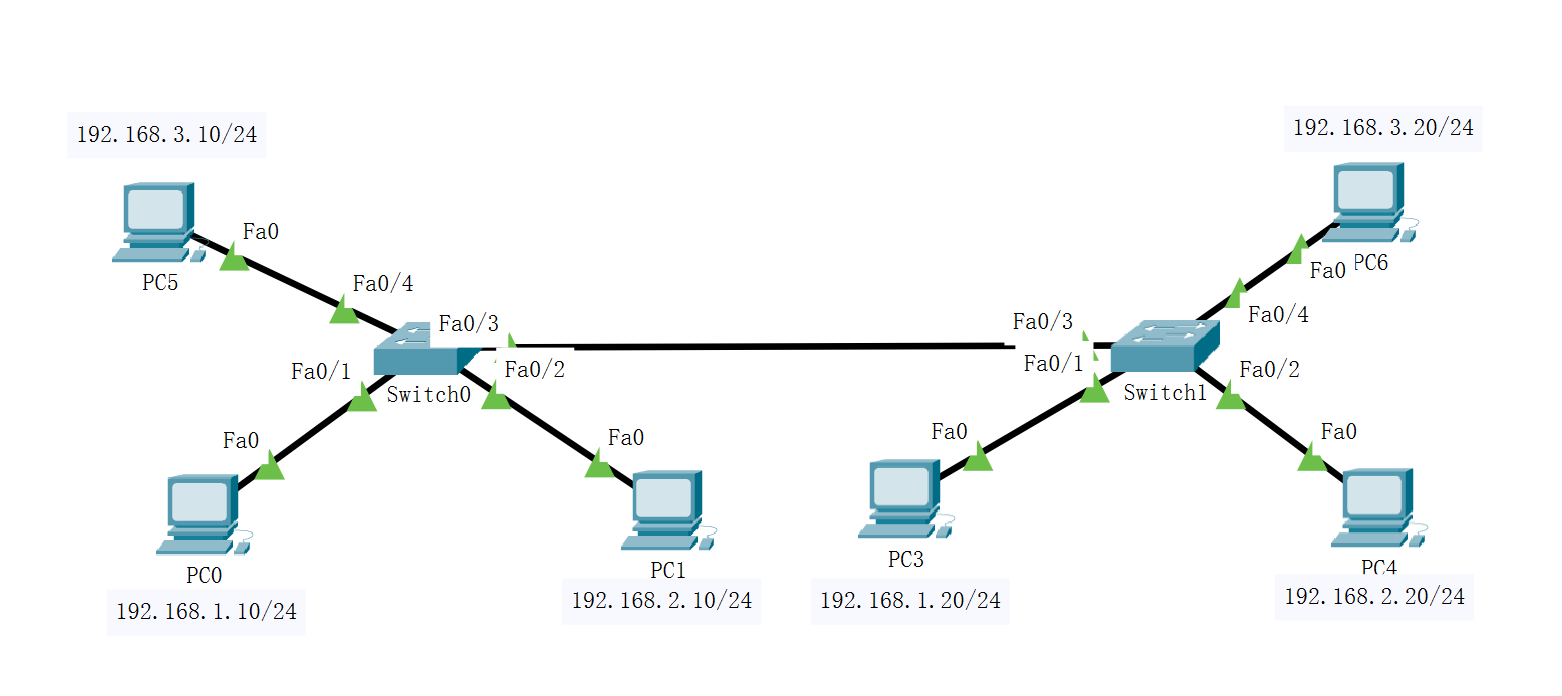 192.168.3.10/24
192.168.3.20/24
Fa0
PC5
Fa0/4
Fa0/3
Fa0/3
Fa0
PC6
Fa0/4
Fa0/1
Switch0
Fa0/2
Fa0/1
Switch1
Fa0/2
Fa0
Fa0
Fa0
Fa0
PC0
PC1
PC3
PC4
192.168.1.10/24
192.168.2.10/24
192.168.1.20/24
192.168.2.20/24